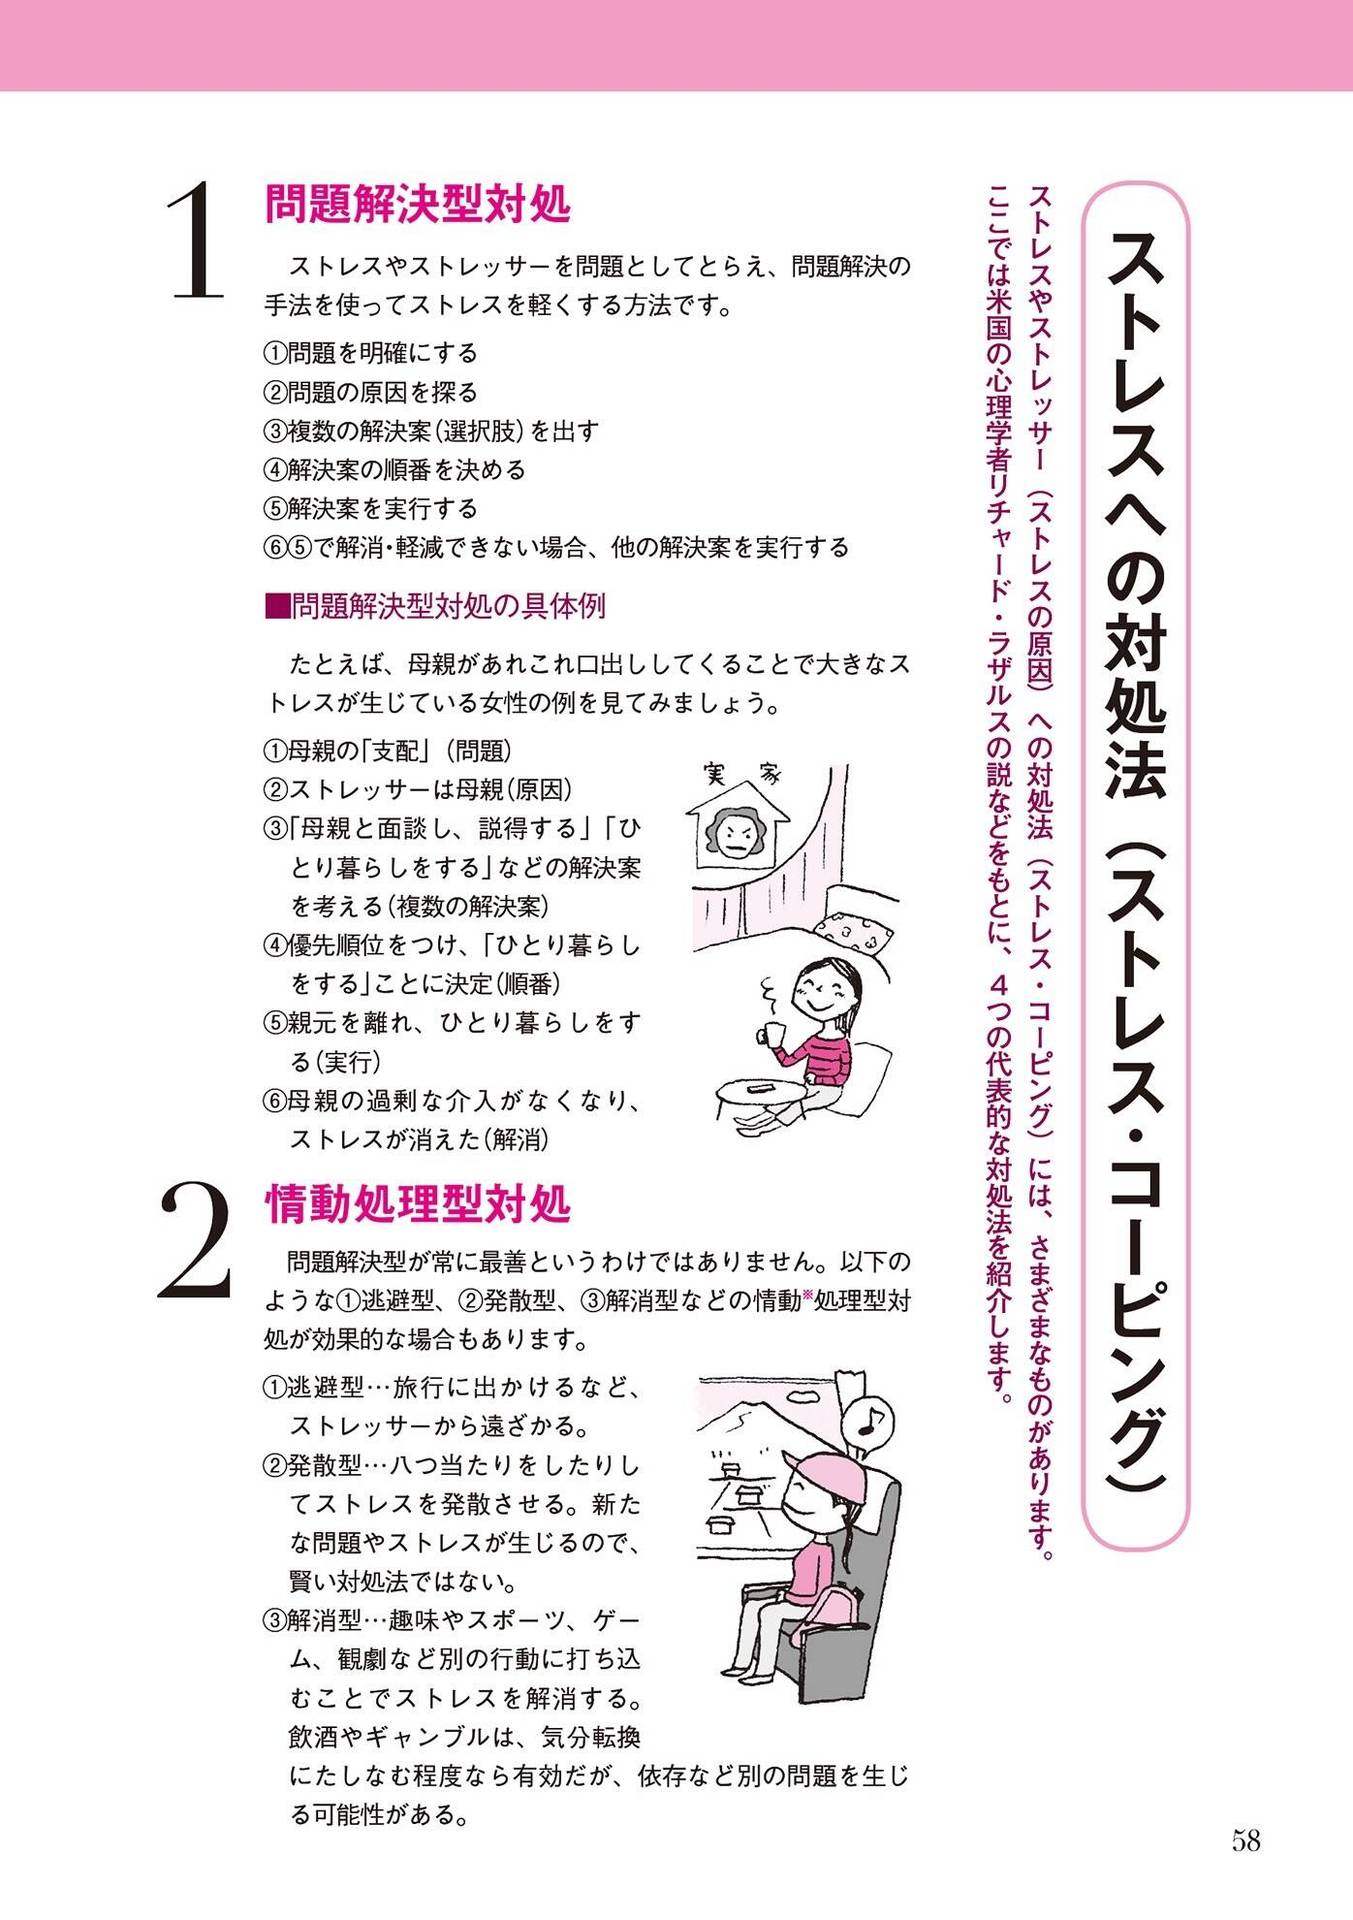 ストレスへの対処法（ストレス・コーピング）
ストレスやストレッサー（ストレスの原因）への対処法（ストレス・コーピング）には、さまざまなものがあります。
ここでは米国の心理学者リチャード・ラザルスの説などをもとに、4つの代表的な対処法を紹介します。
1
問題解決型対処
ストレスやストレッサーを問題としてとらえ、問題解決の
手法を使ってストレスを軽くする方法です。
①問題を明確にする
②問題の原因を探る
③複数の解決案（選択肢）を出す
④解決案の順番を決める
⑤解決案を実行する
⑥⑤で解消・軽減できない場合、他の解決案を実行する
■問題解決型対処の具体例
たとえば、母親があれこれ口出ししてくることで大きなス
トレスが生じている女性の例を見てみましょう。
①母親の「支配」（問題）
②ストレッサーは母親（原因）
③「母親と面談し、説得する」「ひ
とり暮らしをする」などの解決案
を考える（複数の解決案）
④優先順位をつけ、「ひとり暮らし
をする」ことに決定（順番）
⑤親元を離れ、ひとり暮らしをす
る（実行）
⑥母親の過剰な介入がなくなり、
ストレスが消えた（解消）
実家
2
情動処理型対処
問題解決型が常に最善というわけではありません。以下の
ような①逃避型、②発散型、③解消型などの情動※処理型対
処が効果的な場合もあります。
①逃避型…旅行に出かけるなど、
ストレッサーから遠ざかる。
②発散型…八つ当たりをしたりし
てストレスを発散させる。新た
な問題やストレスが生じるので、
賢い対処法ではない。
③解消型…趣味やスポーツ、ゲー
ム、観劇など別の行動に打ち込
むことでストレスを解消する。
飲酒やギャンブルは、気分転換
にたしなむ程度なら有効だが、依存など別の問題を生じ
る可能性がある。
58